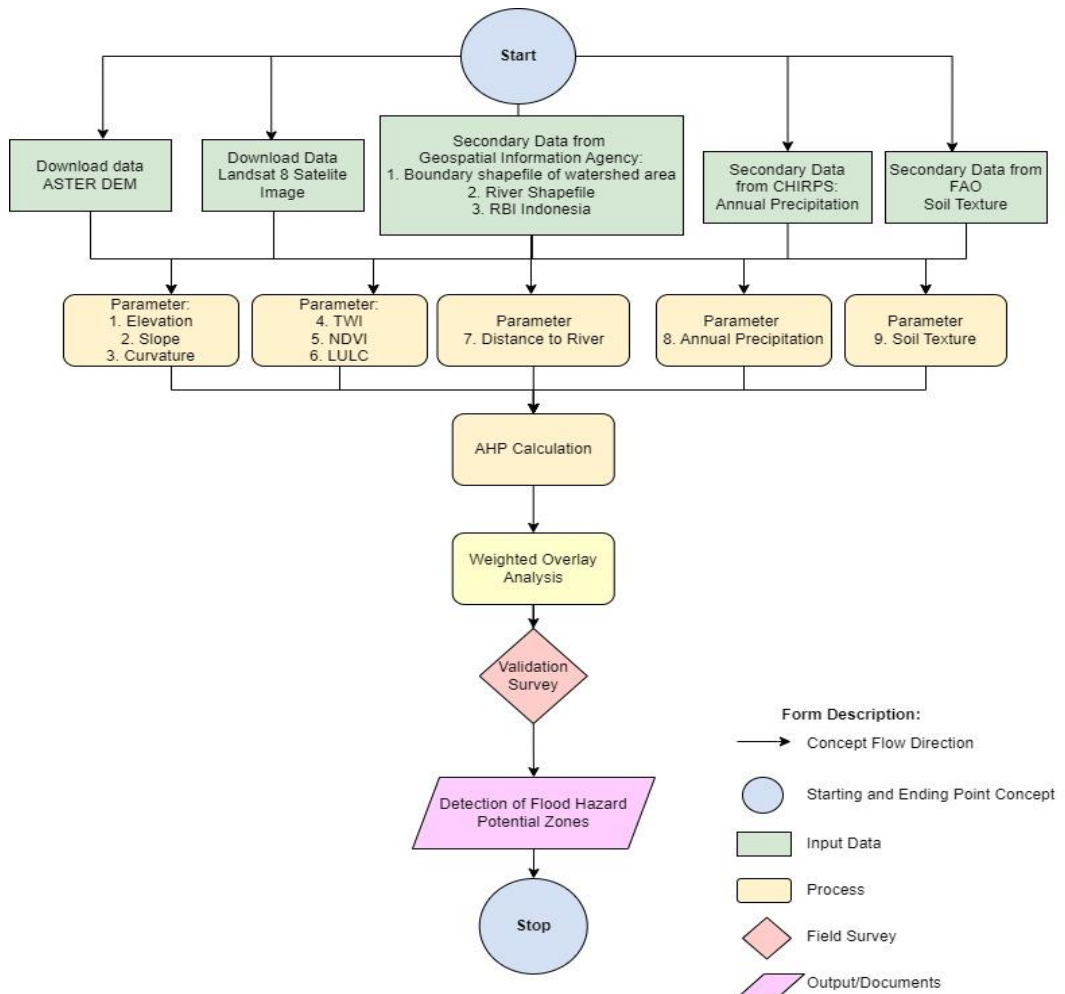 Start
Download data
ASTER DEM
Download Data
Landsat 8 Satelite
Image
Secondary Data from
Geospatial Information Agency:
1. Boundary shapefile of watershed area
2. River Shapefile
3. RBI Indonesia
Secondary Data
from CHIRPS:
Annual Precipitation
Secondary Data from
FAO
Soil Texture
Parameter:
1. Elevation
2. Slope
3. Curvature
Parameter:
4. TWI
5. NDVI
6. LULC
Parameter
7. Distance to River
Parameter
8. Annual Precipitation
Parameter
9. Soil Texture
AHP Calculation
Weighted Overlay
Analysis
Validation
Survey
Detection of Flood Hazard
Potential Zones
Stop
Form Description:
Concept Flow Direction
Starting and Ending Point Concept
Input Data
Process
Field Survey
Output/Documents